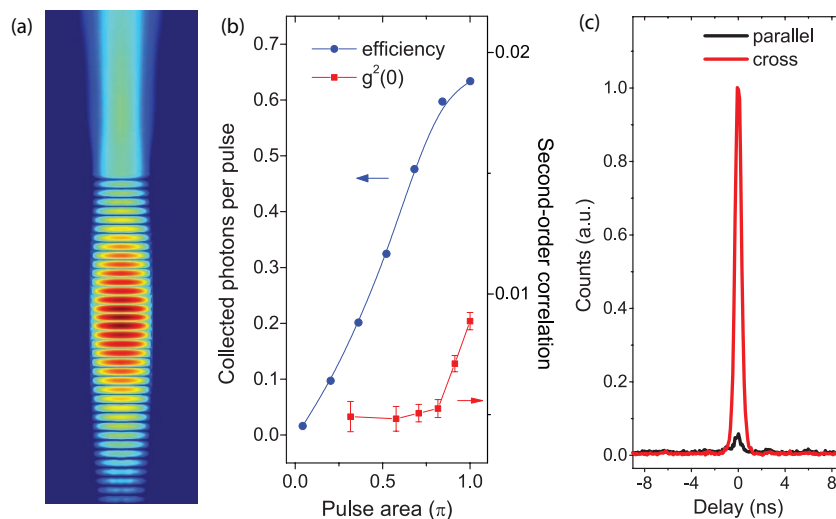 (a)
(b)
0.7
0.6
0.5
0.4
0.3
0.2
0.1
0.0
Collected photons per pulse
efficiency
g²(0)
0.02
0.01
Second-order correlation
0.0
0.5
1.0
Pulse area (π)
(c)
parallel
cross
1.0
0.8
0.6
0.4
0.2
0.0
Counts (a.u.)
-8
-4
0
4
8
Delay (ns)